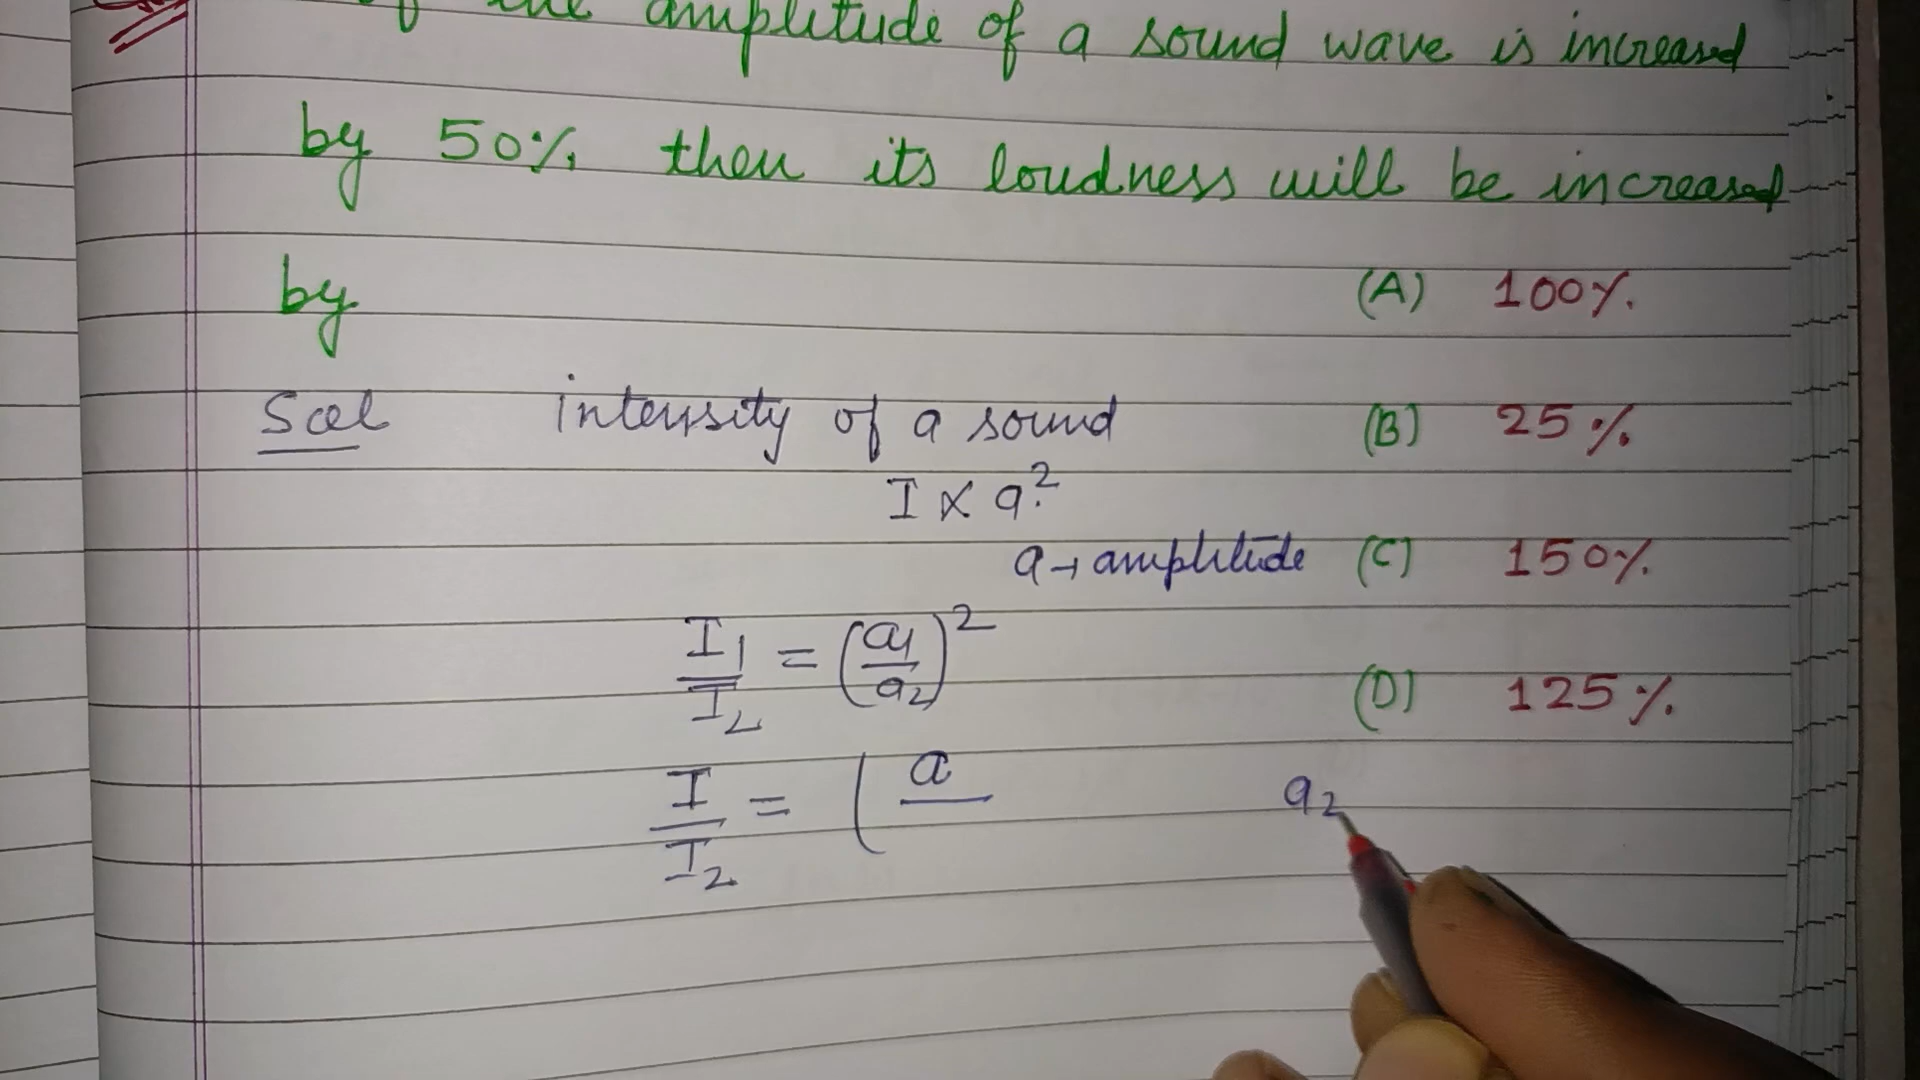 the amplitude of a sound wave is increased
by 50% then its loudness will be increased
by
(A) 100%
Sol intensity of a sound
(B) 25%
I ∝ a²
a → amplitude
(C) 150%
I₁/I₂ = (a₁/a₂)²
(D) 125%
I/I₂ = (a/
a₂